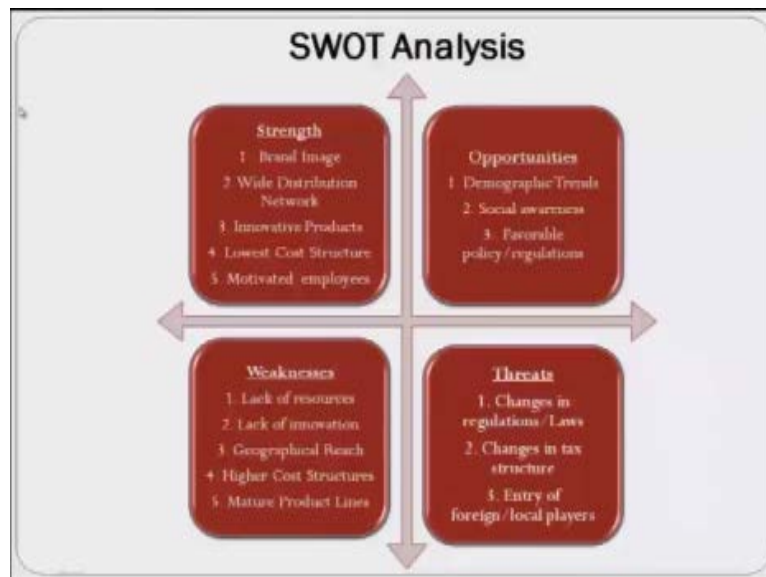 SWOT Analysis
Strength
1 Brand Image
2 Wide Distribution
Network
3 Innovative Products
4 Lowest Cost Structure
5 Motivated employees
Opportunities
1 Demographic Trends
2. Social awareness
3. Favorable
policy/regulations
Weaknesses
1. Lack of resources
2. Lack of innovation
3 Geographical Reach
4 Higher Cost Structures
5 Mature Product Lines
Threats
1. Changes in
regulations/Laws
2. Changes in tax
structure
3. Entry of
foreign/local players